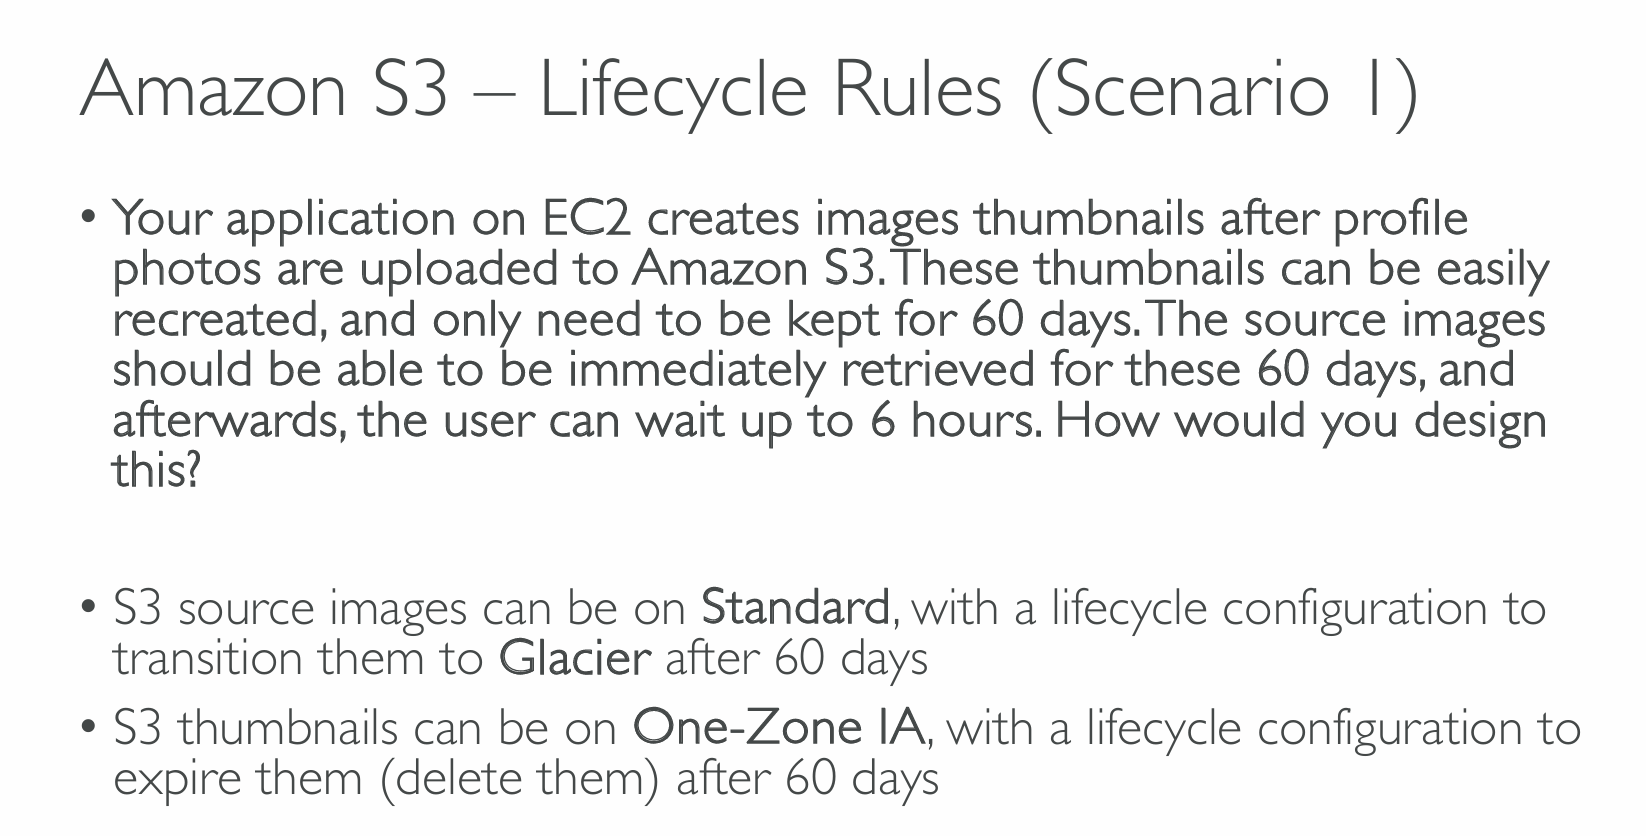 Amazon S3 – Lifecycle Rules (Scenario 1)
• Your application on EC2 creates images thumbnails after profile
photos are uploaded to Amazon S3. These thumbnails can be easily
recreated, and only need to be kept for 60 days. The source images
should be able to be immediately retrieved for these 60 days, and
afterwards, the user can wait up to 6 hours. How would you design
this?
• S3 source images can be on Standard, with a lifecycle configuration to
transition them to Glacier after 60 days
• S3 thumbnails can be on One-Zone IA, with a lifecycle configuration to
expire them (delete them) after 60 days